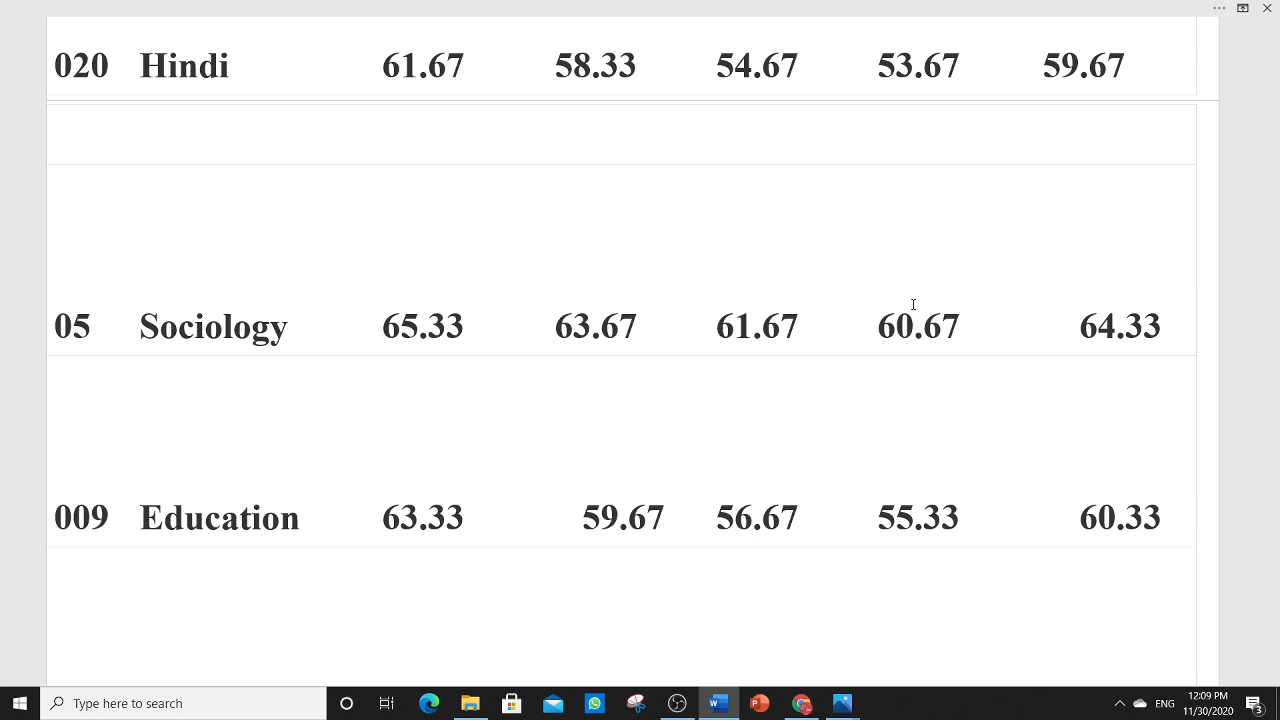 020 Hindi 61.67 58.33 54.67 53.67 59.67
05 Sociology 65.33 63.67 61.67 60.67 64.33
009 Education 63.33 59.67 56.67 55.33 60.33
Type here to search
ENG
12:09 PM
11/30/2020
3